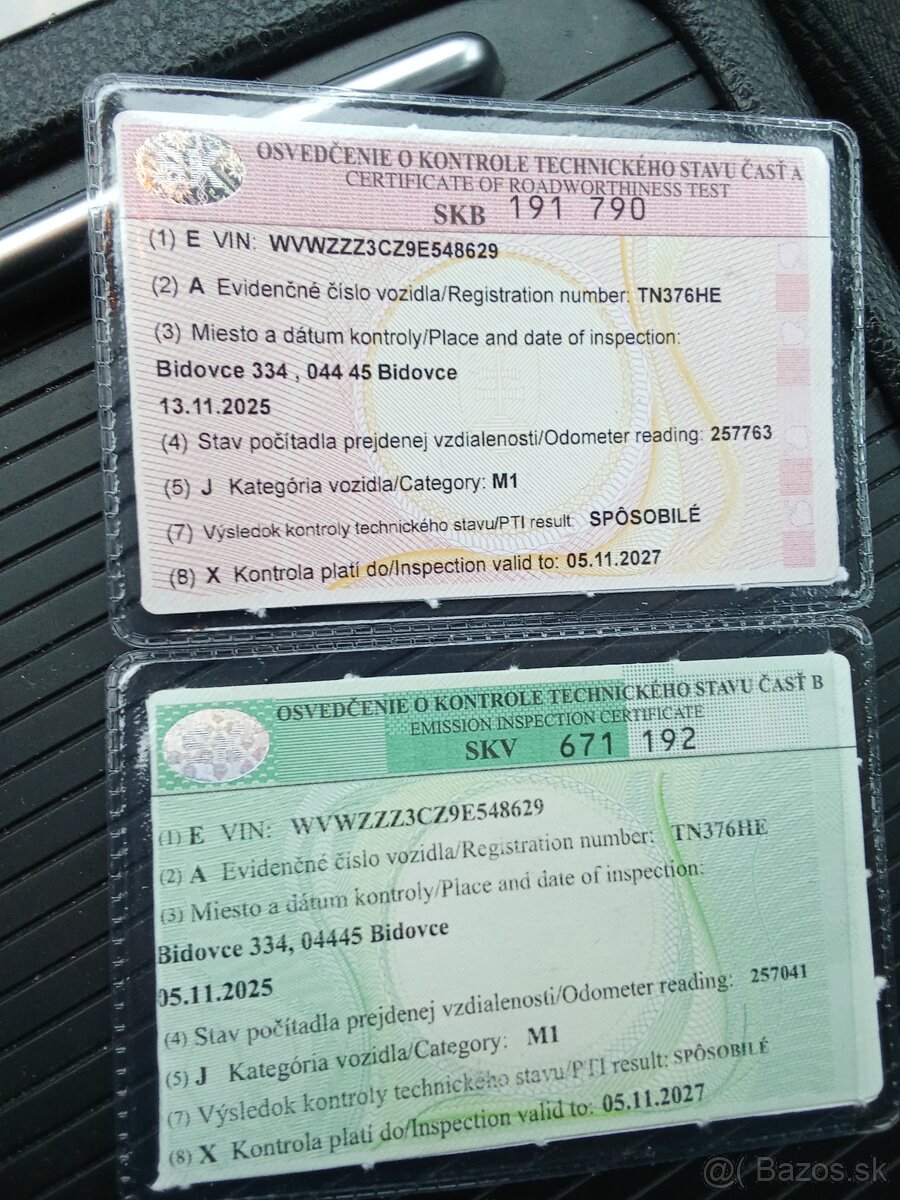 OSVEDČENIE O KONTROLE TECHNICKÉHO STAVU ČASŤ A
CERTIFICATE OF ROADWORTHINESS TEST
SKB 191 790
(1) E VIN: WVWZZZ3CZ9E548629
(2) A Evidenčné číslo vozidla/Registration number: TN376HE
(3) Miesto a dátum kontroly/Place and date of inspection:
Bidovce 334 , 044 45 Bidovce
13.11.2025
(4) Stav počítadla prejdenej vzdialenosti/Odometer reading: 257763
(5) J Kategória vozidla/Category: M1
(7) Výsledok kontroly technického stavu/PTI result: SPÔSOBILÉ
(8) X Kontrola platí do/Inspection valid to: 05.11.2027
OSVEDČENIE O KONTROLE TECHNICKÉHO STAVU ČASŤ B
EMISSION INSPECTION CERTIFICATE
SKV 671 192
(1) E VIN: WVWZZZ3CZ9E548629
(2) A Evidenčné číslo vozidla/Registration number: TN376HE
(3) Miesto a dátum kontroly/Place and date of inspection:
Bidovce 334, 04445 Bidovce
05.11.2025
(4) Stav počítadla prejdenej vzdialenosti/Odometer reading: 257041
(5) J Kategória vozidla/Category: M1
(7) Výsledok kontroly technického stavu/PTI result: SPÔSOBILÉ
(8) X Kontrola platí do/Inspection valid to: 05.11.2027
@( Bazos.sk